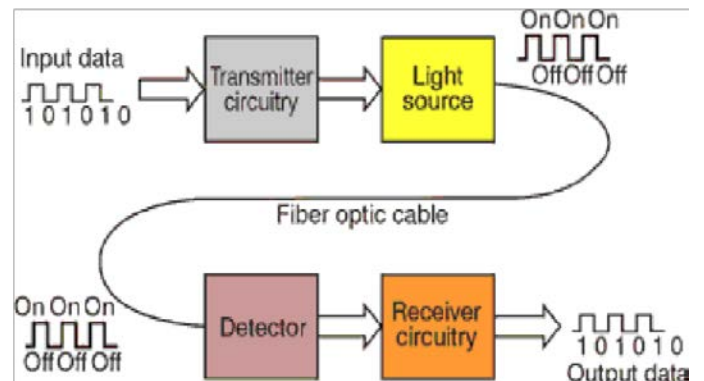 On On On
Input data
1 0 1 0 1 0
Transmitter
circuitry
Light
source
Off Off Off
Fiber optic cable
On On On
Off Off Off
Detector
Receiver
circuitry
1 0 1 0 1 0
Output data